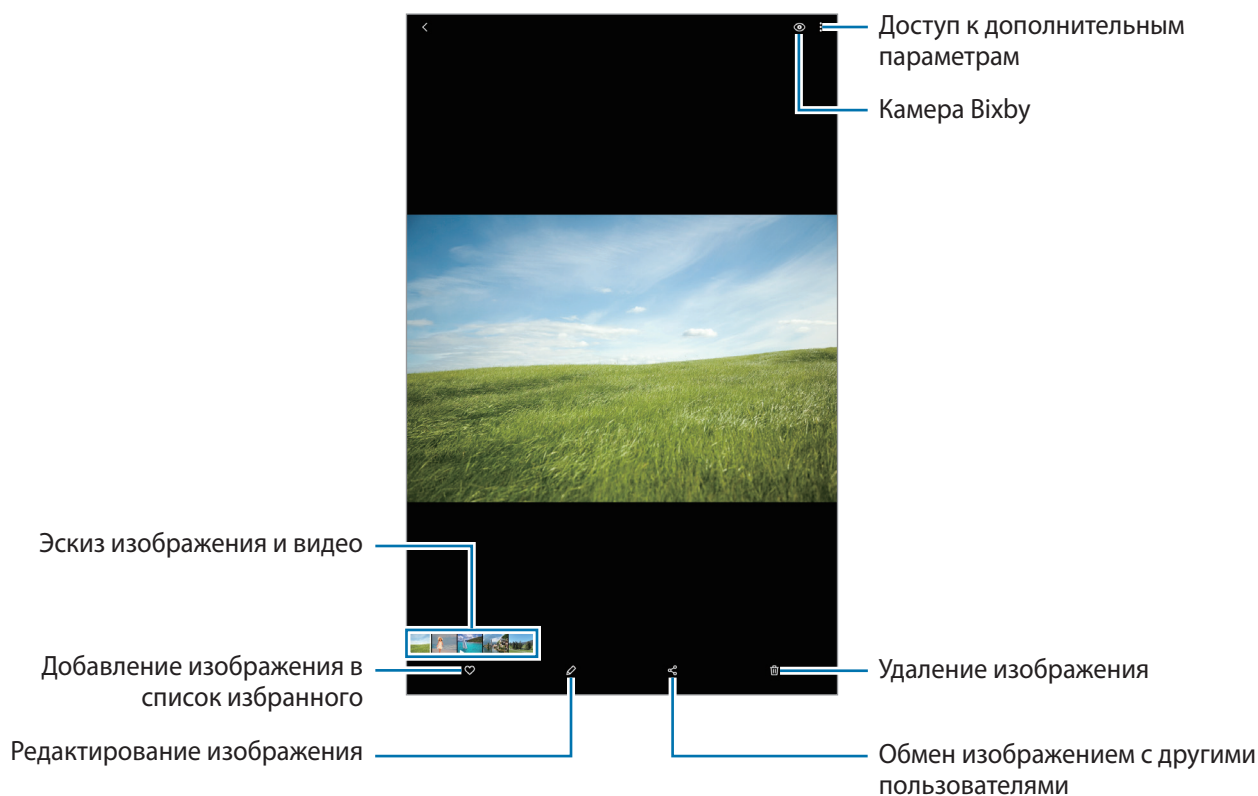 Доступ к дополнительным
параметрам
Камера Bixby
Эскиз изображения и видео
Добавление изображения в
список избранного
Удаление изображения
Редактирование изображения
Обмен изображением с другими
пользователями